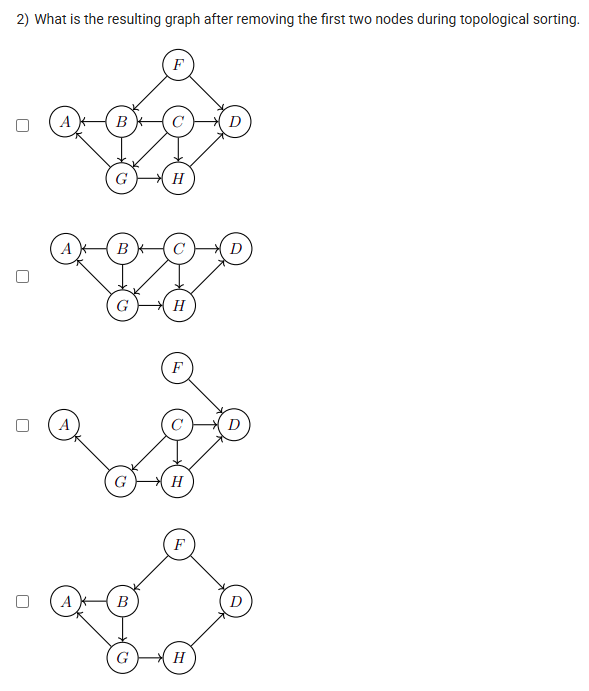 2) What is the resulting graph after removing the first two nodes during topological sorting.
F
A B C D
G H
A B C D
G H
F
A C D
G H
F
A B D
G H